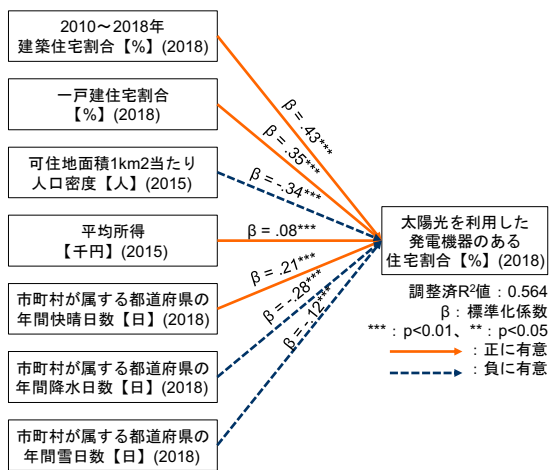 2010～2018年
建築住宅割合【%】(2018)
一戸建住宅割合
【%】(2018)
可住地面積1km2当たり
人口密度【人】(2015)
平均所得
【千円】(2015)
市町村が属する都道府県の
年間快晴日数【日】(2018)
市町村が属する都道府県の
年間降水日数【日】(2018)
市町村が属する都道府県の
年間雪日数【日】(2018)
β = .43***
β = .35***
β = -.34***
β = .08***
β = .21***
β = -.28***
β = -.12***
太陽光を利用した
発電機器のある
住宅割合【%】(2018)
調整済R²値：0.564
β：標準化係数
***：p<0.01、**：p<0.05
：正に有意
：負に有意